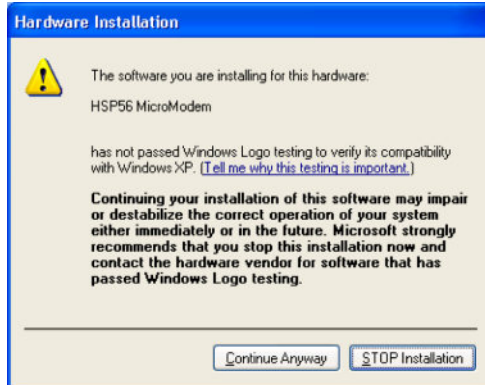 Hardware Installation
The software you are installing for this hardware:
HSP56 MicroModem
has not passed Windows Logo testing to verify its compatibility
with Windows XP. (Tell me why this testing is important.)
Continuing your installation of this software may impair
or destabilize the correct operation of your system
either immediately or in the future. Microsoft strongly
recommends that you stop this installation now and
contact the hardware vendor for software that has
passed Windows Logo testing.
Continue Anyway STOP Installation